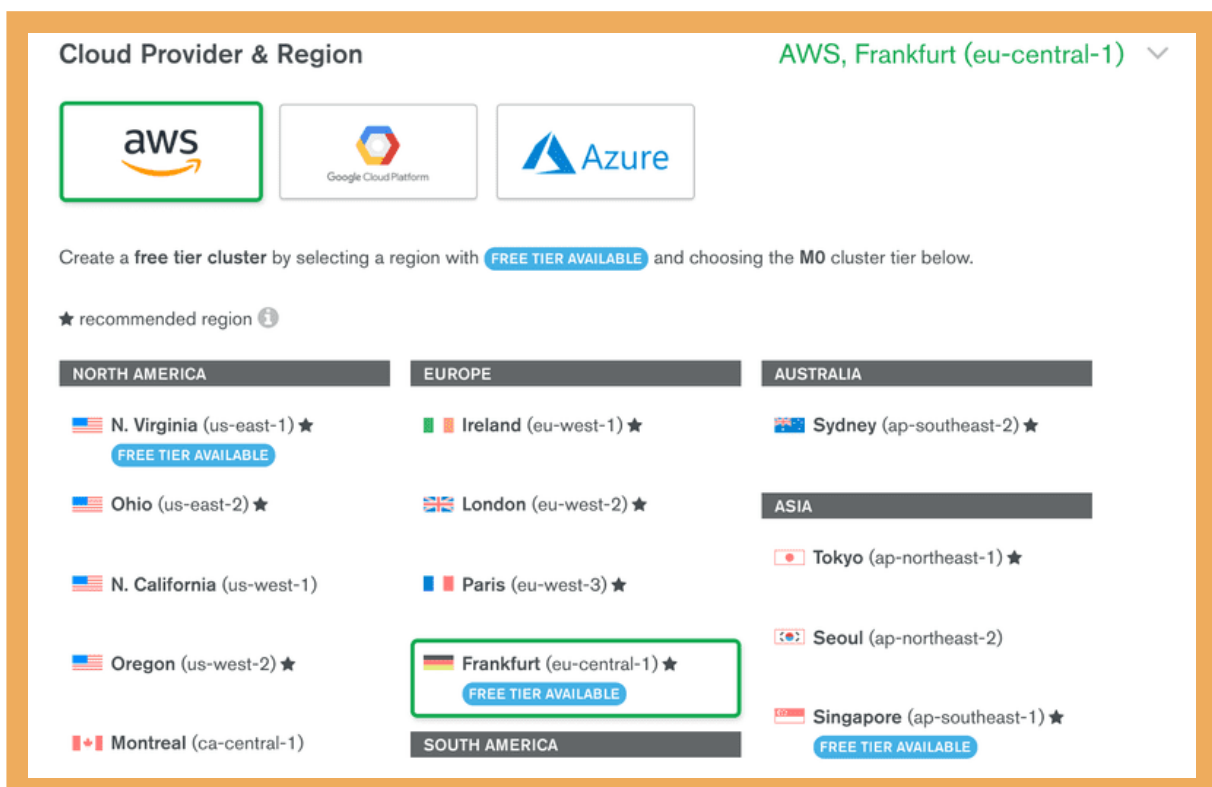 Cloud Provider & Region
AWS, Frankfurt (eu-central-1)
aws
Google Cloud Platform
Azure
Create a free tier cluster by selecting a region with FREE TIER AVAILABLE and choosing the M0 cluster tier below.
★ recommended region i
NORTH AMERICA
N. Virginia (us-east-1) ★
FREE TIER AVAILABLE
Ohio (us-east-2) ★
N. California (us-west-1)
Oregon (us-west-2) ★
Montreal (ca-central-1)
EUROPE
Ireland (eu-west-1) ★
London (eu-west-2) ★
Paris (eu-west-3) ★
Frankfurt (eu-central-1) ★
FREE TIER AVAILABLE
SOUTH AMERICA
AUSTRALIA
Sydney (ap-southeast-2) ★
ASIA
Tokyo (ap-northeast-1) ★
Seoul (ap-northeast-2)
Singapore (ap-southeast-1) ★
FREE TIER AVAILABLE